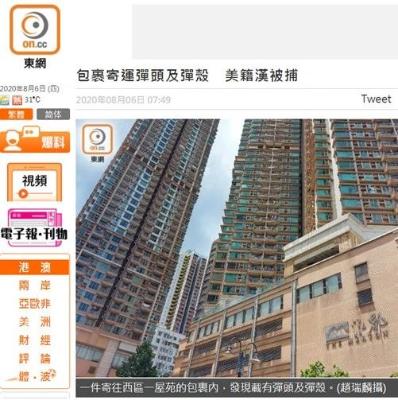 on.cc
東網
2020年8月6日 (四)
31°C
繁體
简体
爆料
視頻
電子報·刊物
港 澳
兩 岸
亞歐非
美 洲
財 經
評 論
體·波
包裹寄運彈頭及彈殼 美籍漢被捕
2020年08月06日 07:49
Tweet
on.cc
東網
一件寄往西區一屋苑的包裹內，發現載有彈頭及彈殼。(趙瑞麟攝)